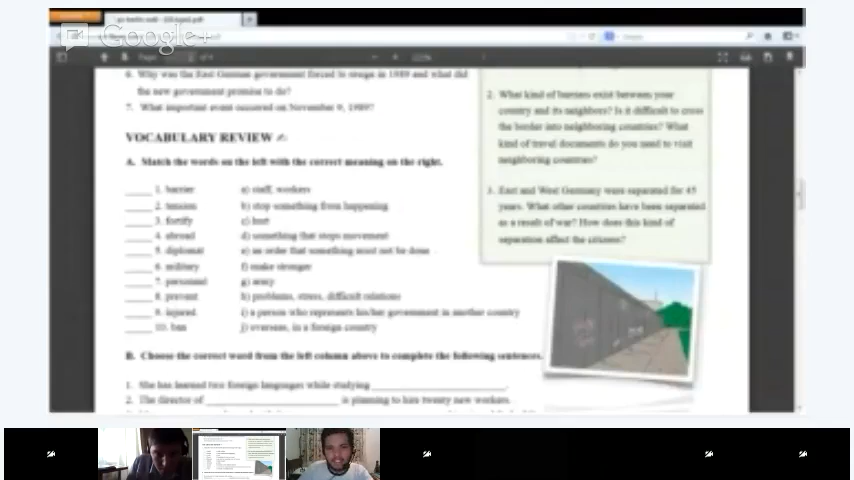 Google+
6. Why was the East German government forced to resign in 1989 and what did
the new government promise to do?
7. What important event occurred on November 9, 1989?
VOCABULARY REVIEW
A. Match the words on the left with the correct meaning on the right.
1. barrier a) staff, workers
2. tension b) stop something from happening
3. fortify c) hurt
4. abroad d) something that stops movement
5. diplomat e) an order that something must not be done
6. military f) make stronger
7. personnel g) army
8. prevent h) problems, stress, difficult relations
9. injured i) a person who represents his/her government in another country
10. ban j) overseas, in a foreign country
B. Choose the correct word from the left column above to complete the following sentences.
1. She has learned two foreign languages while studying ____________.
2. The director of ____________ is planning to hire twenty new workers.
2. What kind of barriers exist between your
country and its neighbors? Is it difficult to cross
the border into neighboring countries? What
kind of travel documents do you need to visit
neighboring countries?
3. East and West Germany were separated for 45
years. What other countries have been separated
as a result of war? How does this kind of
separation affect the citizens?